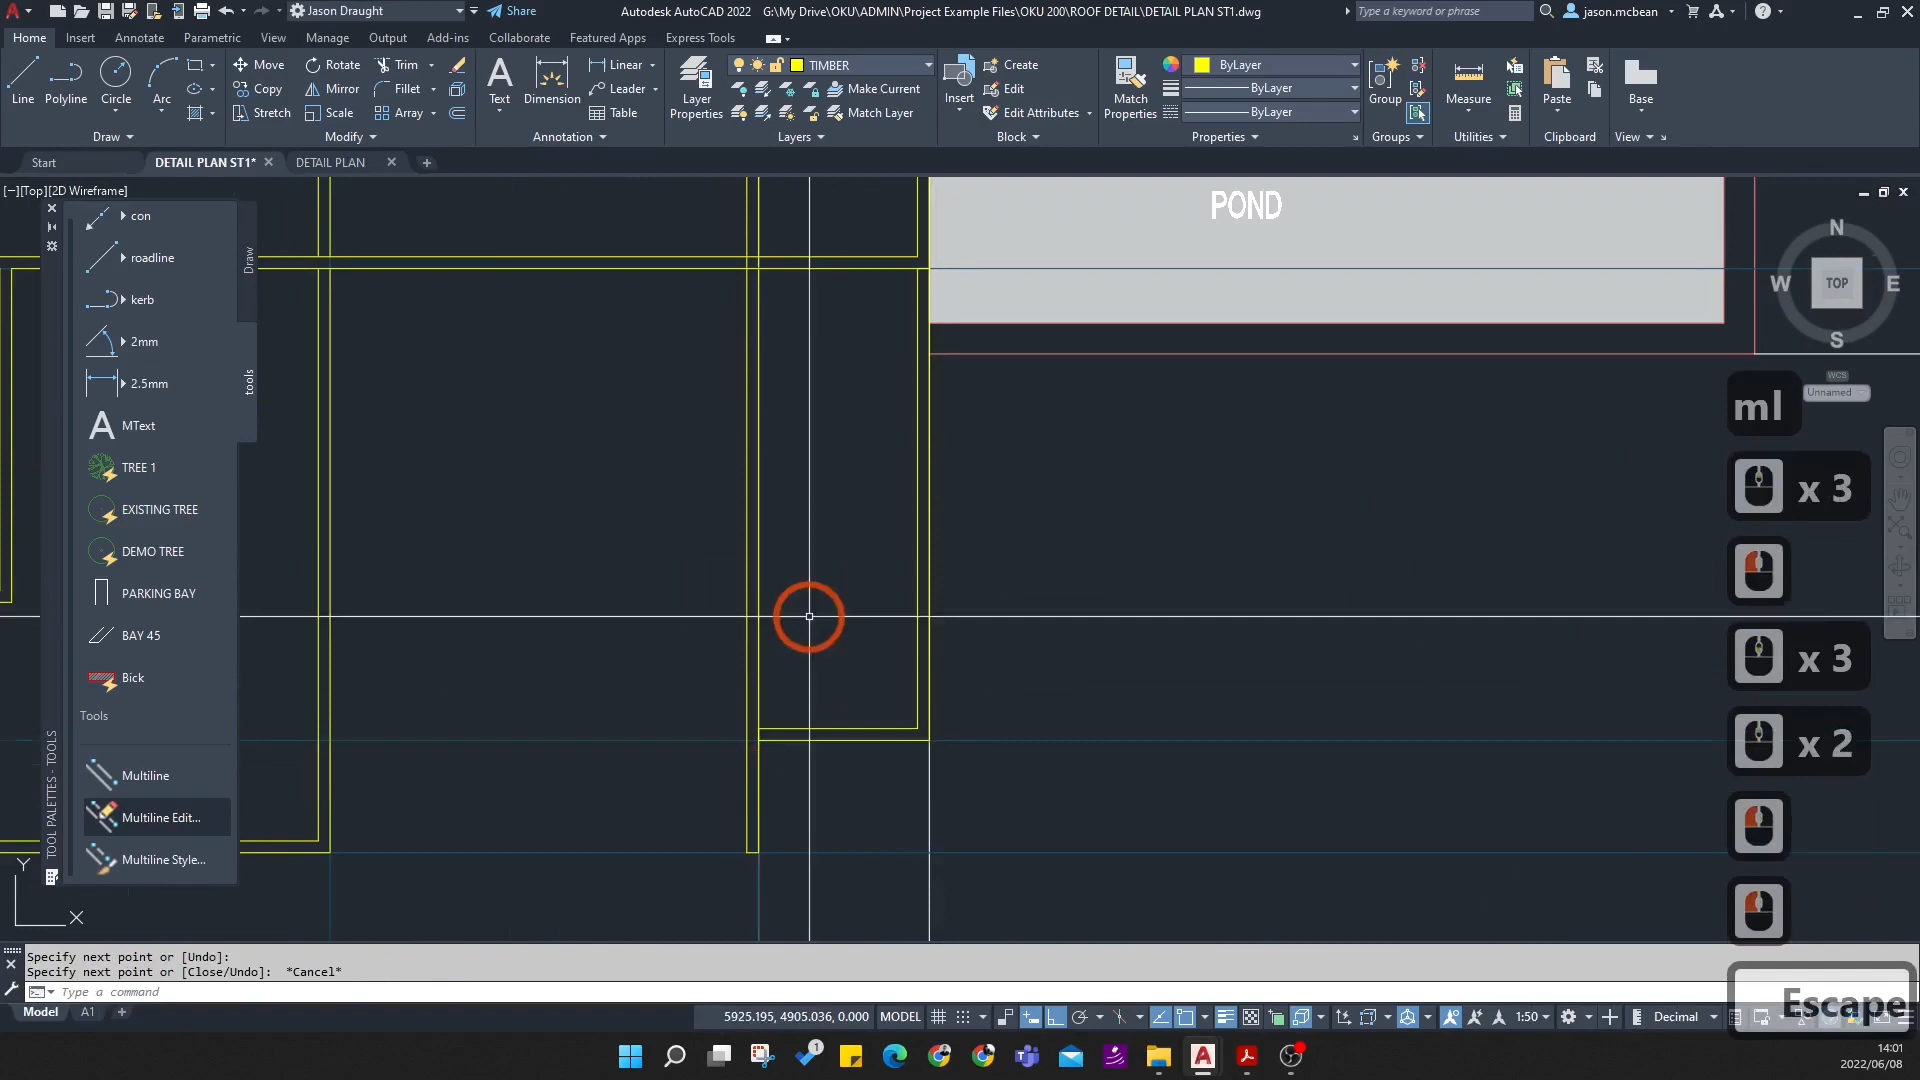 Jason Draught
Share
Autodesk AutoCAD 2022 G:\My Drive\OKU\ADMIN\Project Example Files\OKU 200\ROOF DETAIL\DETAIL PLAN ST1.dwg
Type a keyword or phrase
jason.mcbean
Home Insert Annotate Parametric View Manage Output Add-ins Collaborate Featured Apps Express Tools
Line Polyline Circle Arc
Move Rotate Trim
Copy Mirror Fillet
Stretch Scale Array
Text Dimension
Linear
Leader
Table
Layer Properties
TIMBER
Make Current
Match Layer
Insert
Create
Edit
Edit Attributes
Match Properties
ByLayer
ByLayer
ByLayer
Group Measure Paste Base
Draw Modify Annotation Layers Block Properties Groups Utilities Clipboard View
Start DETAIL PLAN ST1* DETAIL PLAN
[−][Top][2D Wireframe]
con
roadline
kerb
2mm
2.5mm
MText
TREE 1
EXISTING TREE
DEMO TREE
PARKING BAY
BAY 45
Bick
Tools
Multiline
Multiline Edit...
Multiline Style...
Draw
tools
TOOL PALETTES - TOOLS
POND
N
W TOP E
S
WCS
Unnamed
ml
x 3
x 3
x 2
Escape
Y
X
Specify next point or [Undo]:
Specify next point or [Close/Undo]: *Cancel*
Type a command
Model A1
5925.195, 4905.036, 0.000 MODEL
1:50
Decimal
1
14:01
2022/06/08